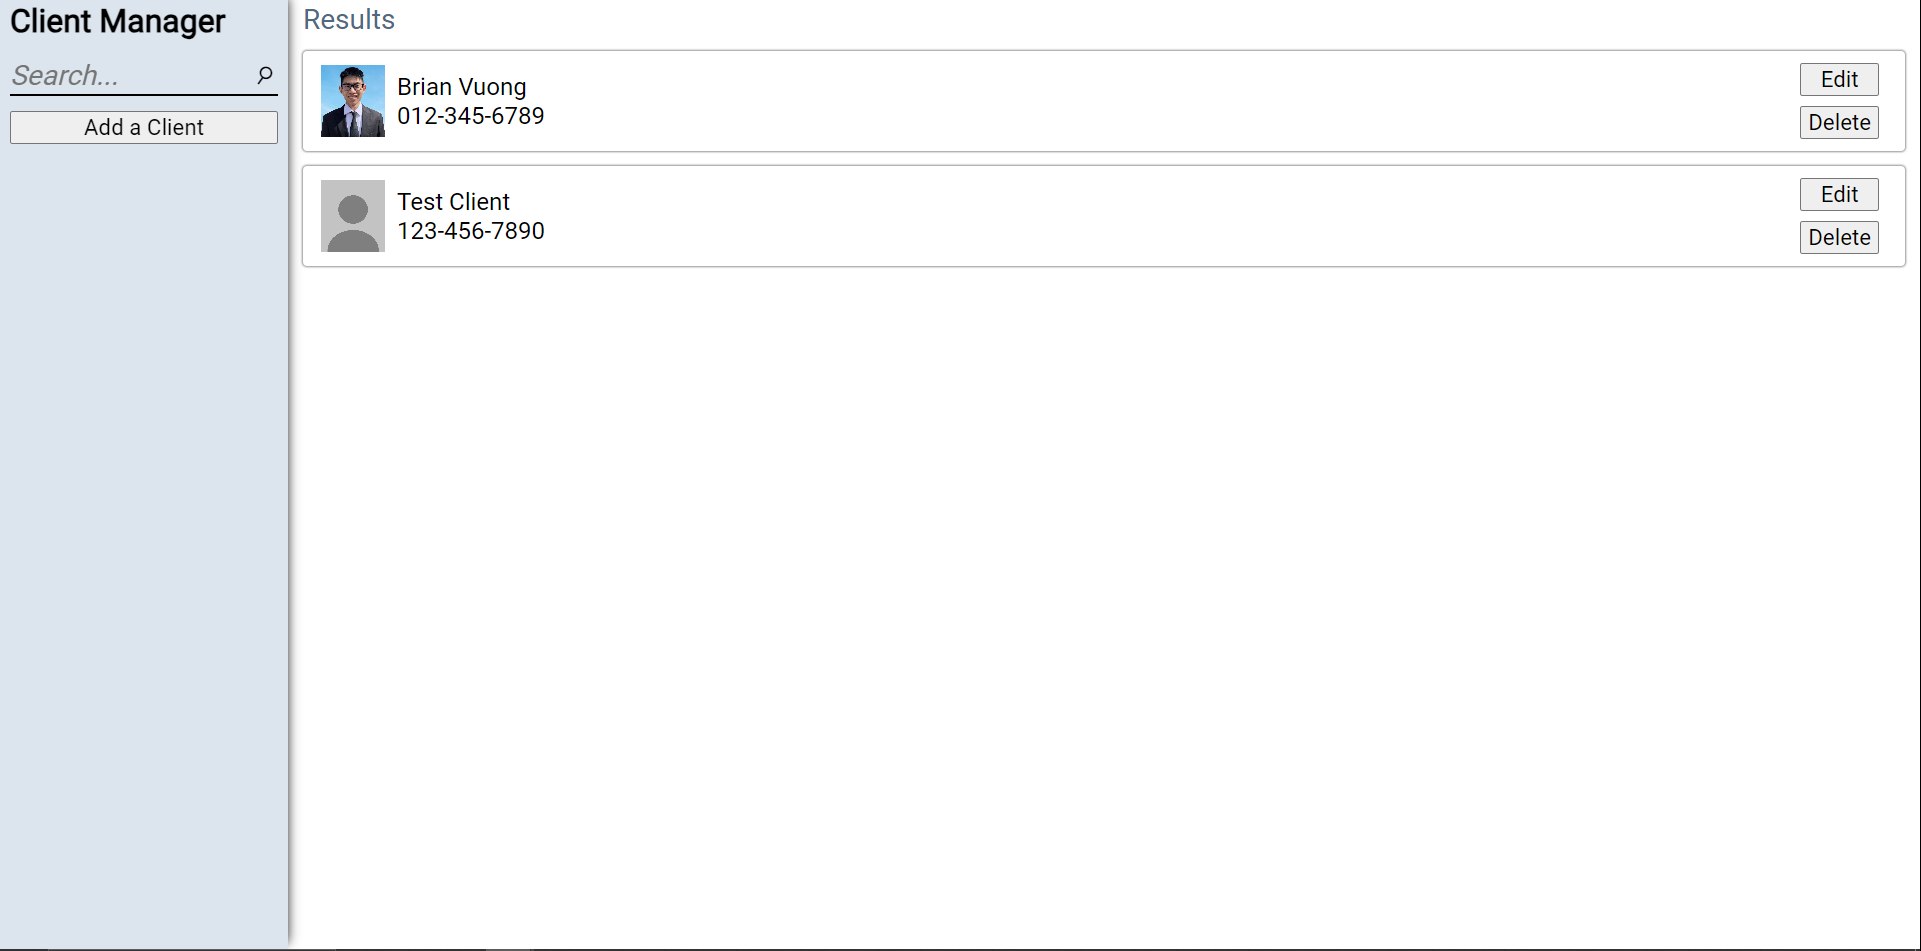 Client Manager
Search...
Add a Client
Results
Brian Vuong
012-345-6789
Edit
Delete
Test Client
123-456-7890
Edit
Delete